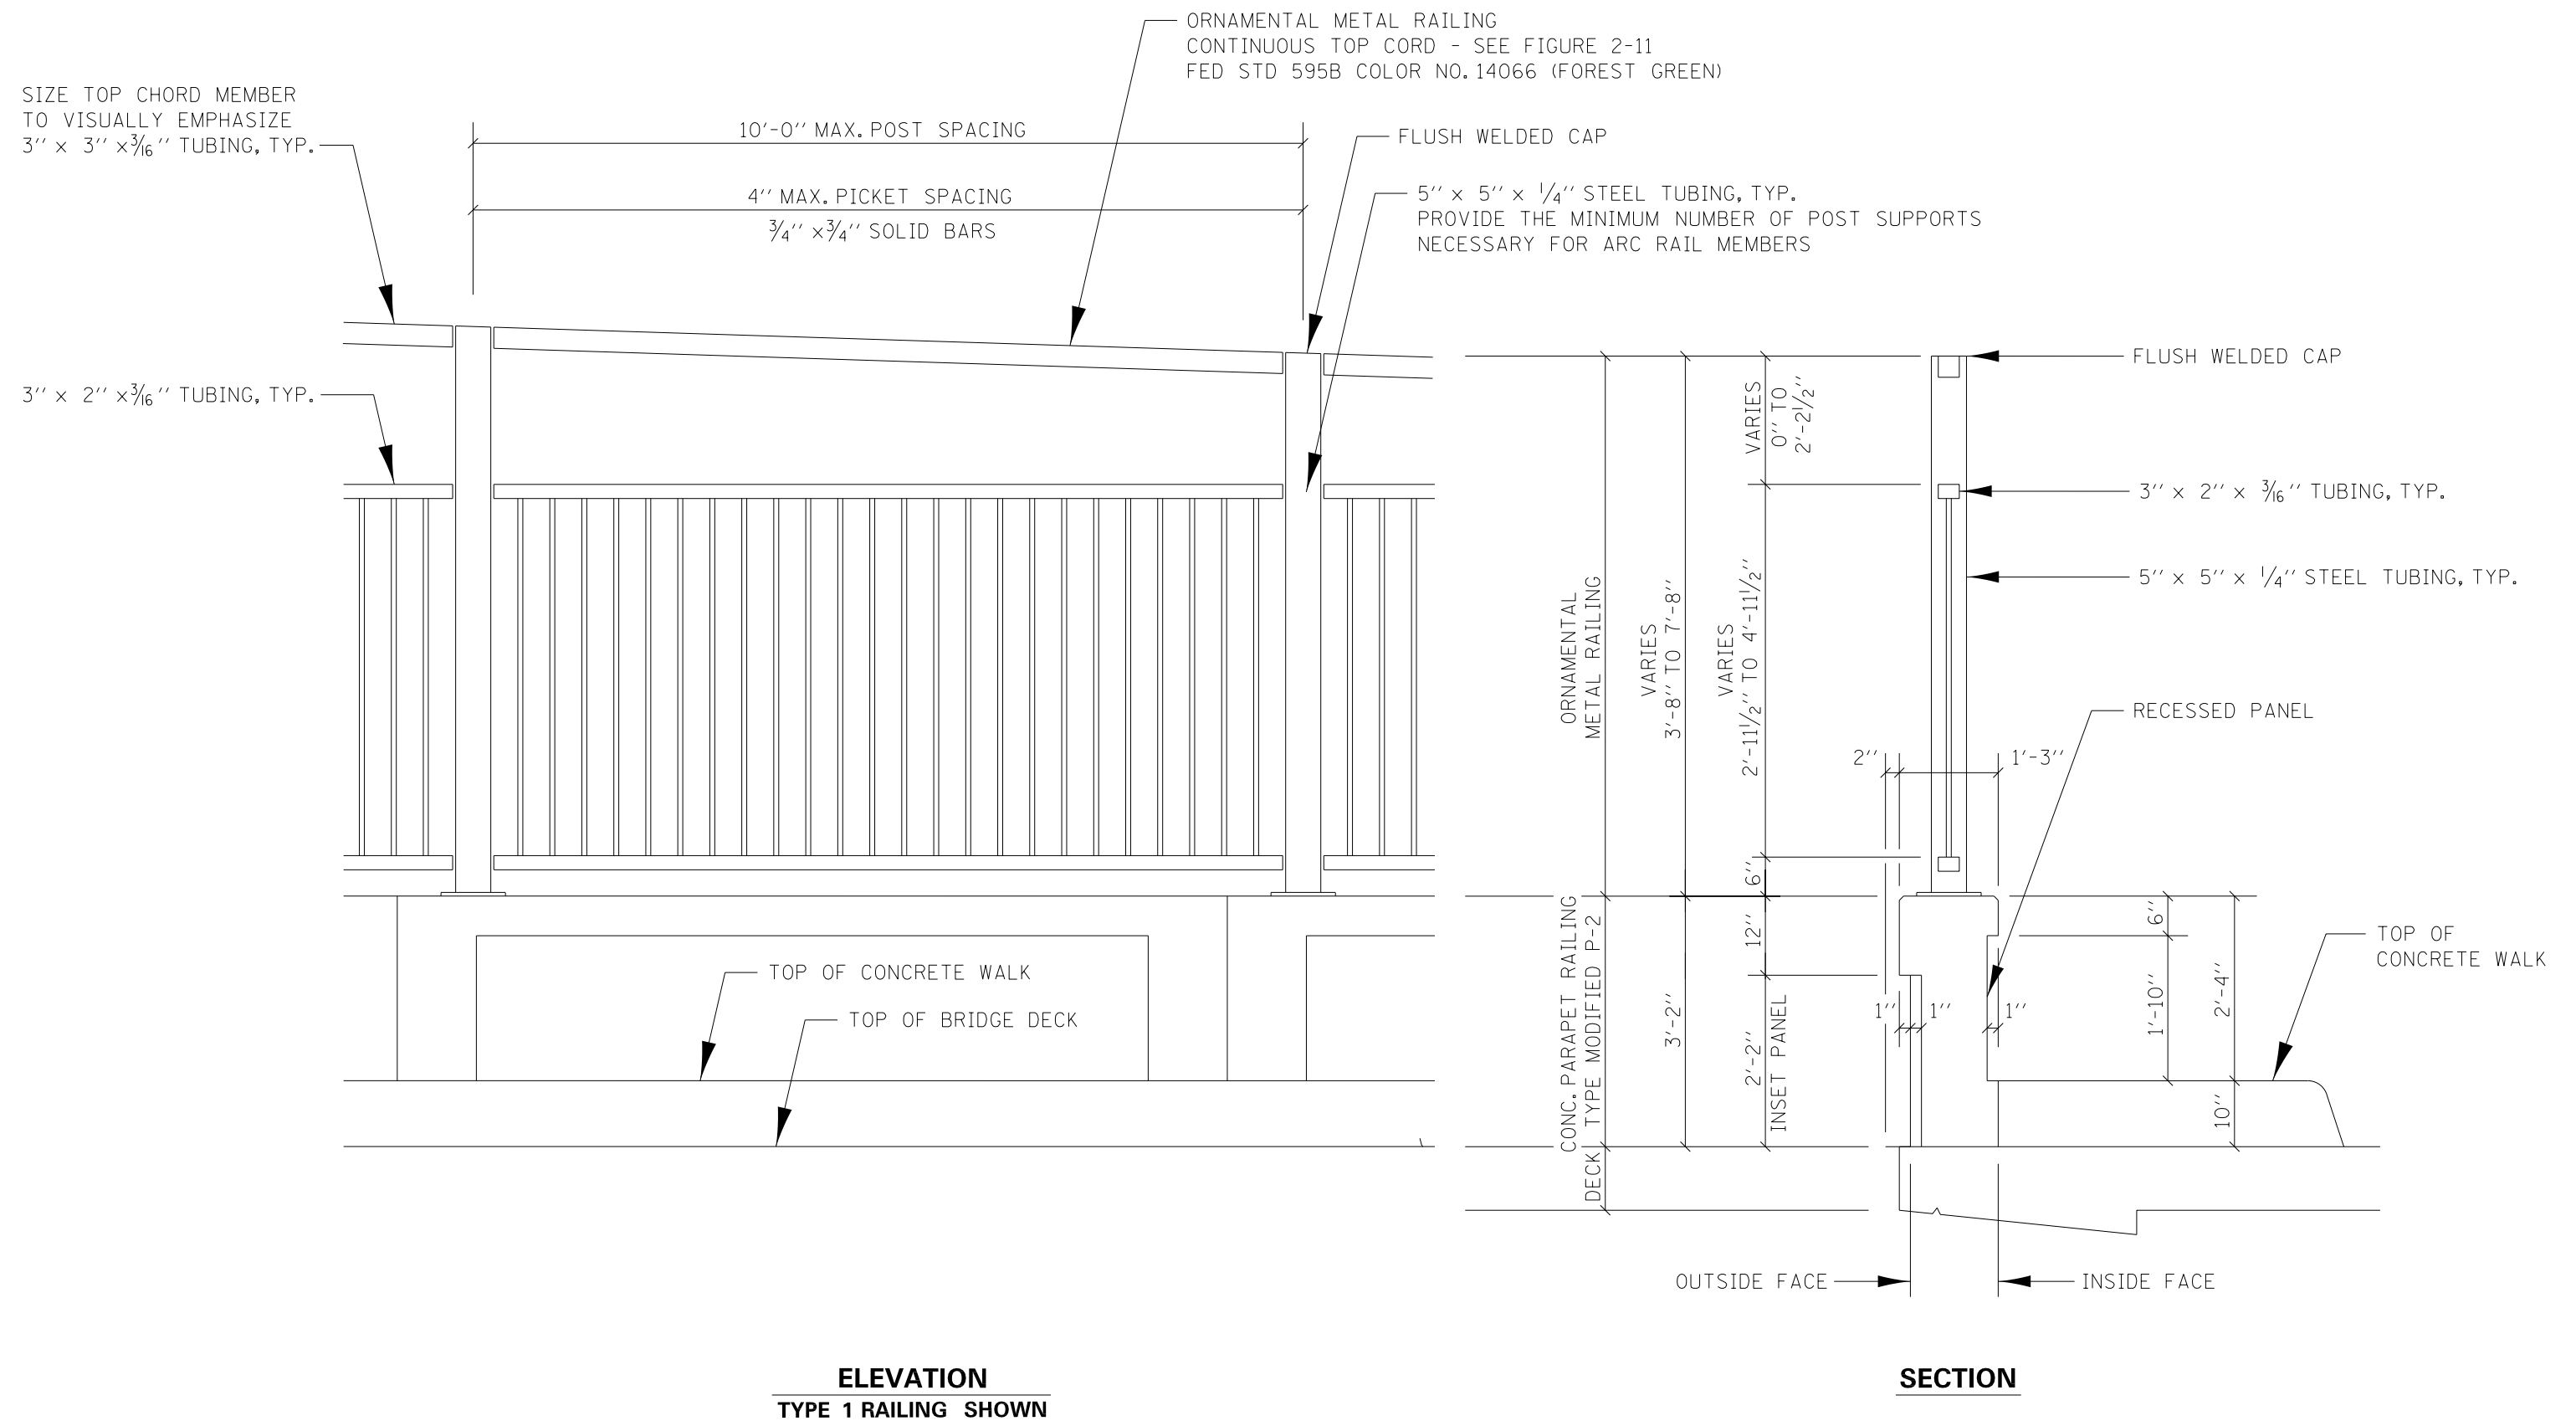 ORNAMENTAL METAL RAILING
CONTINUOUS TOP CORD - SEE FIGURE 2-11
FED STD 595B COLOR NO. 14066 (FOREST GREEN)
SIZE TOP CHORD MEMBER
TO VISUALLY EMPHASIZE
3'' x 3'' x 3/16'' TUBING, TYP.
10'-0'' MAX. POST SPACING
FLUSH WELDED CAP
4'' MAX. PICKET SPACING
3/4'' x 3/4'' SOLID BARS
5'' x 5'' x 1/4'' STEEL TUBING, TYP.
PROVIDE THE MINIMUM NUMBER OF POST SUPPORTS
NECESSARY FOR ARC RAIL MEMBERS
3'' x 2'' x 3/16'' TUBING, TYP.
TOP OF CONCRETE WALK
TOP OF BRIDGE DECK
ELEVATION
TYPE 1 RAILING SHOWN
FLUSH WELDED CAP
VARIES
0'' TO
2'-2 1/2''
3'' x 2'' x 3/16'' TUBING, TYP.
5'' x 5'' x 1/4'' STEEL TUBING, TYP.
ORNAMENTAL
METAL RAILING
VARIES
3'-8'' TO 7'-8''
VARIES
2'-11 1/2'' TO 4'-11 1/2''
RECESSED PANEL
2''
1'-3''
6''
CONC. PARAPET RAILING
TYPE MODIFIED P-2
3'-2''
12''
2'-2''
INSET PANEL
1''
1''
1''
6''
1'-10''
2'-4''
10''
TOP OF
CONCRETE WALK
DECK
OUTSIDE FACE
INSIDE FACE
SECTION